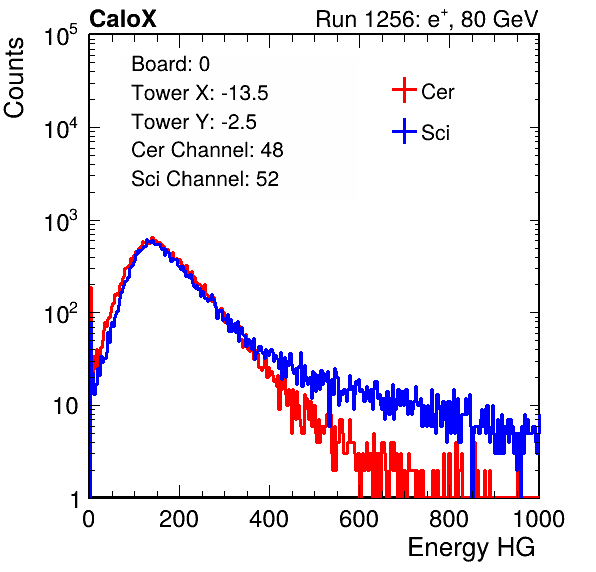 CaloX Run 1256: e⁺, 80 GeV
Counts
Board: 0
Tower X: -13.5
Tower Y: -2.5
Cer Channel: 48
Sci Channel: 52
Cer
Sci
10⁵
10⁴
10³
10²
10
1
0 200 400 600 800 1000
Energy HG